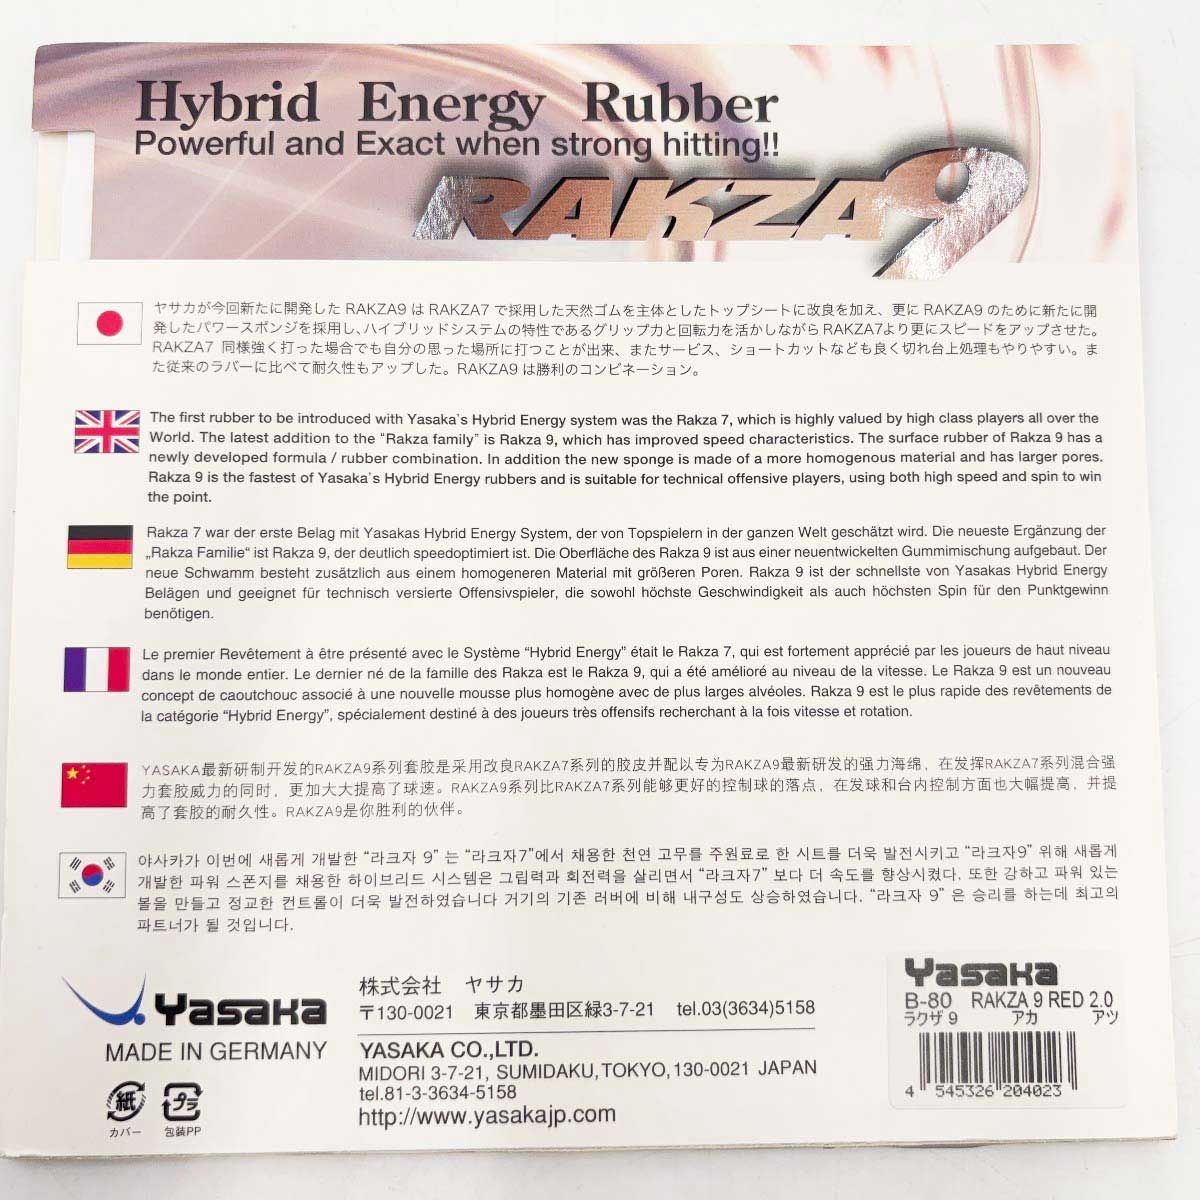 Hybrid Energy Rubber
Powerful and Exact when strong hitting!!
RAKZA 9
ヤサカが今回新たに開発した RAKZA9 は RAKZA7 で採用した天然ゴムを主体としたトップシートに改良を加え、更に RAKZA9 のために新たに開
発したパワースポンジを採用し、ハイブリッドシステムの特性であるグリップ力と回転力を活かしながら RAKZA7より更にスピードをアップさせた。
RAKZA7 同様強く打った場合でも自分の思った場所に打つことが出来、またサービス、ショートカットなども良く切れ台上処理もやりやすい。ま
た従来のラバーに比べて耐久性もアップした。RAKZA9 は勝利のコンビネーション。
The first rubber to be introduced with Yasaka's Hybrid Energy system was the Rakza 7, which is highly valued by high class players all over the
World. The latest addition to the "Rakza family" is Rakza 9, which has improved speed characteristics. The surface rubber of Rakza 9 has a
newly developed formula / rubber combination. In addition the new sponge is made of a more homogenous material and has larger pores.
Rakza 9 is the fastest of Yasaka's Hybrid Energy rubbers and is suitable for technical offensive players, using both high speed and spin to win
the point.
Rakza 7 war der erste Belag mit Yasakas Hybrid Energy System, der von Topspielern in der ganzen Welt geschätzt wird. Die neueste Ergänzung der
„Rakza Familie“ ist Rakza 9, der deutlich speedoptimiert ist. Die Oberfläche des Rakza 9 ist aus einer neuentwickelten Gummimischung aufgebaut. Der
neue Schwamm besteht zusätzlich aus einem homogeneren Material mit größeren Poren. Rakza 9 ist der schnellste von Yasakas Hybrid Energy
Belägen und geeignet für technisch versierte Offensivspieler, die sowohl höchste Geschwindigkeit als auch höchsten Spin für den Punktgewinn
benötigen.
Le premier Revêtement à être présenté avec le Système “Hybrid Energy” était le Rakza 7, qui est fortement apprécié par les joueurs de haut niveau
dans le monde entier. Le dernier né de la famille des Rakza est le Rakza 9, qui a été amélioré au niveau de la vitesse. Le Rakza 9 est un nouveau
concept de caoutchouc associé à une nouvelle mousse plus homogène avec de plus larges alvéoles. Rakza 9 est le plus rapide des revêtements de
la catégorie “Hybrid Energy”, spécialement destiné à des joueurs très offensifs recherchant à la fois vitesse et rotation.
YASAKA最新研制开发的RAKZA9系列套胶是采用改良RAKZA7系列的胶皮并配以专为RAKZA9最新研发的强力海绵，在发挥RAKZA7系列混合强
力套胶威力的同时，更加大大提高了球速。RAKZA9系列比RAKZA7系列能够更好的控制球的落点，在发球和台内控制方面也大幅提高，并提
高了套胶的耐久性。RAKZA9是你胜利的伙伴。
야사카가 이번에 새롭게 개발한 “라크자 9” 는 “라크자7”에서 채용한 천연 고무를 주원료로 한 시트를 더욱 발전시키고 “라크자9” 위해 새롭게
개발한 파워 스폰지를 채용한 하이브리드 시스템은 그립력과 회전력을 살리면서 “라크자7” 보다 더 속도를 향상시켰다. 또한 강하고 파워 있는
볼을 만들고 정교한 컨트롤이 더욱 발전하였습니다 거기의 기존 러버에 비해 내구성도 상승하였습니다. “라크자 9” 은 승리를 하는데 최고의
파트너가 될 것입니다.
Yasaka
MADE IN GERMANY
紙
カバー
プラ
包装PP
株式会社 ヤサカ
〒130-0021 東京都墨田区緑3-7-21 tel.03(3634)5158
YASAKA CO.,LTD.
MIDORI 3-7-21, SUMIDAKU,TOKYO,130-0021 JAPAN
tel.81-3-3634-5158
http://www.yasakajp.com
Yasaka
B-80 RAKZA 9 RED 2.0
ラクザ 9 アカ アツ
4 545326 204023